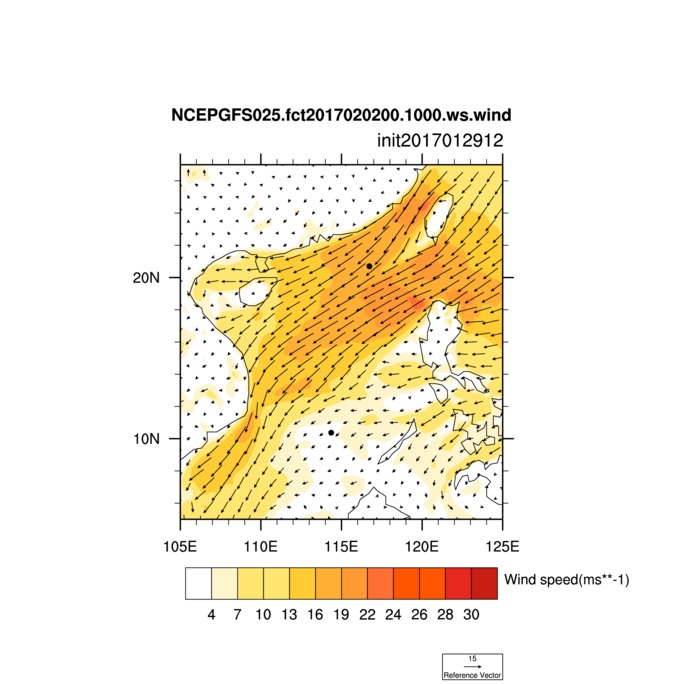 NCEPGFS025.fct2017020200.1000.ws.wind
init2017012912
20N
10N
105E 110E 115E 120E 125E
Wind speed(ms**-1)
4 7 10 13 16 19 22 24 26 28 30
15
Reference Vector